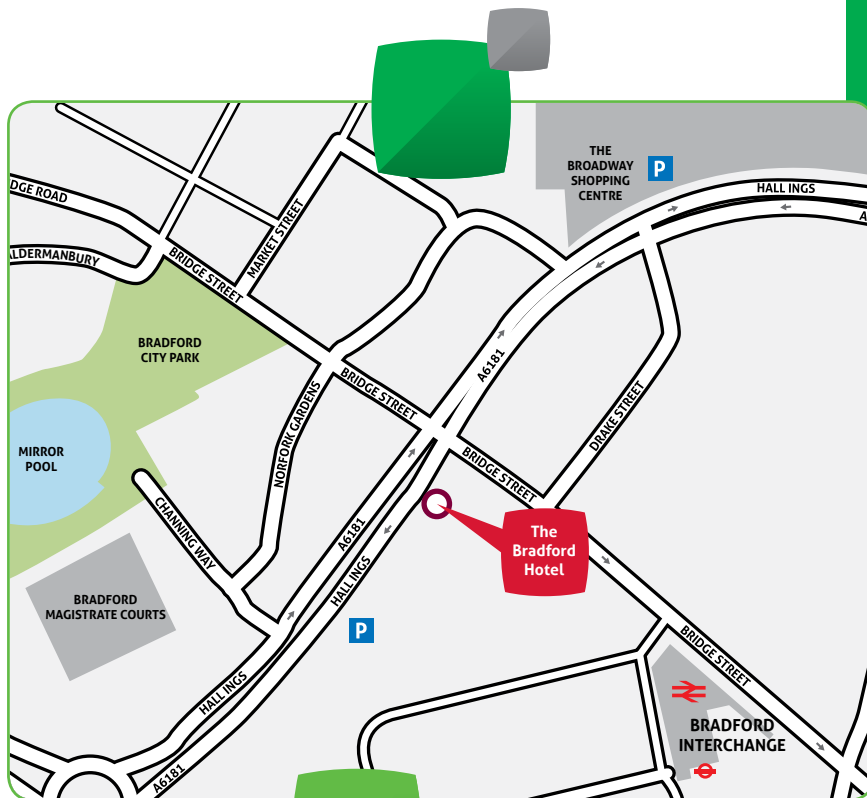 THE
BROADWAY
SHOPPING
CENTRE
P
HALL INGS
A
DGE ROAD
MARKET STREET
LDERMANBURY
BRIDGE STREET
BRADFORD
CITY PARK
A6181
BRIDGE STREET
NORFORK GARDENS
DRAKE STREET
MIRROR
POOL
BRIDGE STREET
CHANNING WAY
A6181
The
Bradford
Hotel
HALL INGS
BRADFORD
MAGISTRATE COURTS
P
BRIDGE STREET
HALL INGS
BRADFORD
INTERCHANGE
A6181